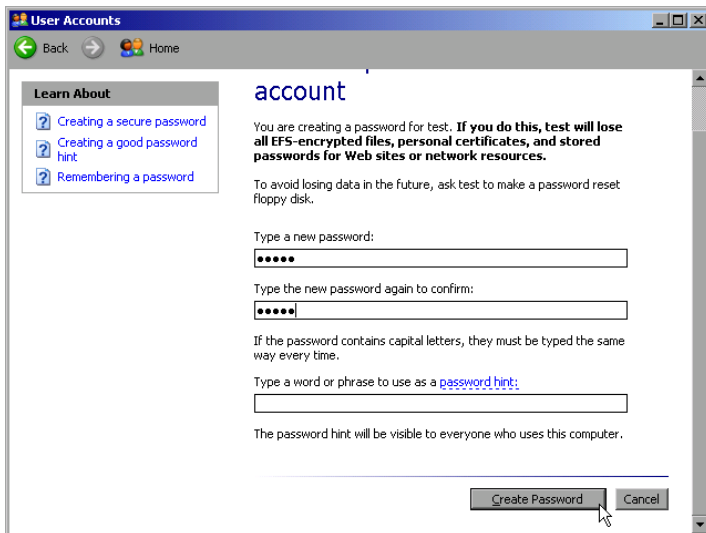 User Accounts
Back Home
Learn About
Creating a secure password
Creating a good password
hint
Remembering a password
account
You are creating a password for test. If you do this, test will lose
all EFS-encrypted files, personal certificates, and stored
passwords for Web sites or network resources.
To avoid losing data in the future, ask test to make a password reset
floppy disk.
Type a new password:
●●●●●
Type the new password again to confirm:
●●●●●
If the password contains capital letters, they must be typed the same
way every time.
Type a word or phrase to use as a password hint:
The password hint will be visible to everyone who uses this computer.
Create Password Cancel